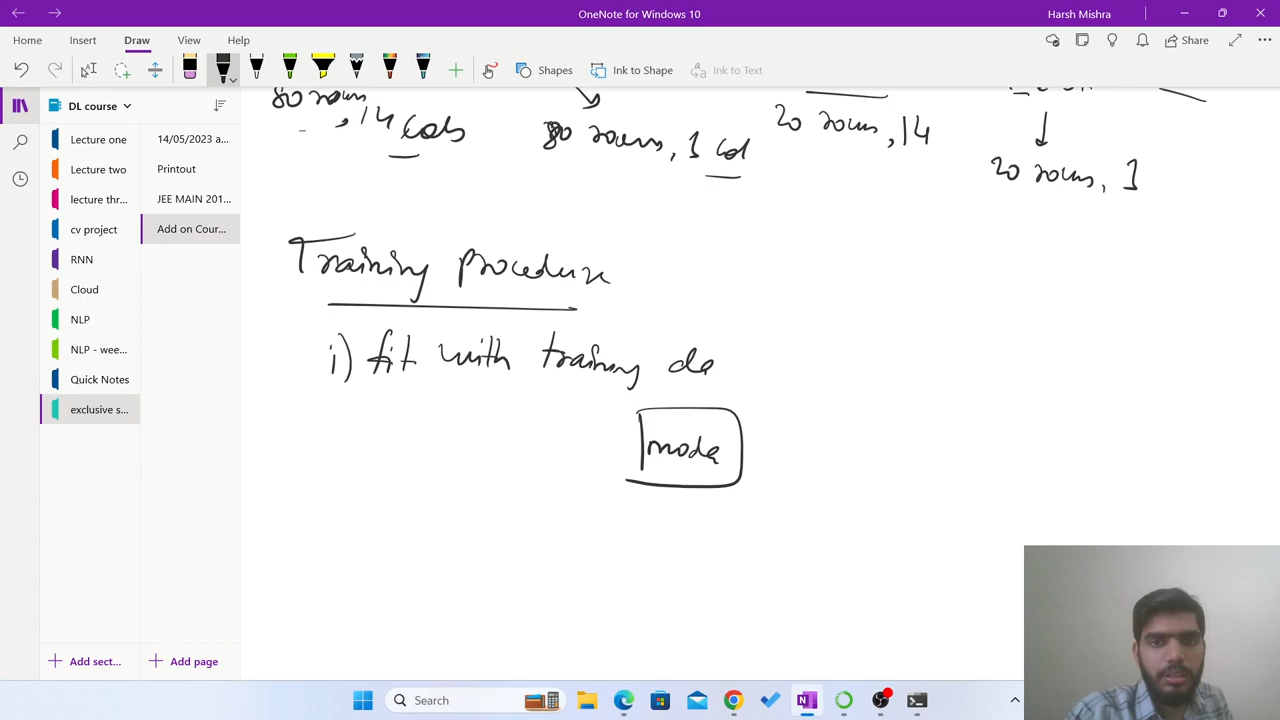 OneNote for Windows 10
Harsh Mishra
Home
Insert
Draw
View
Help
Share
Shapes
Ink to Shape
Ink to Text
DL course
Lecture one
Lecture two
lecture thr...
cv project
RNN
Cloud
NLP
NLP - wee...
Quick Notes
exclusive s...
Add sect...
14/05/2023 a...
Printout
JEE MAIN 201...
Add on Cour...
Add page
80 rows, 14 cols
80 rows, 1 col
20 rows, 14
20 rows, 1
Training procedure
i) fit with training da
mode
Search